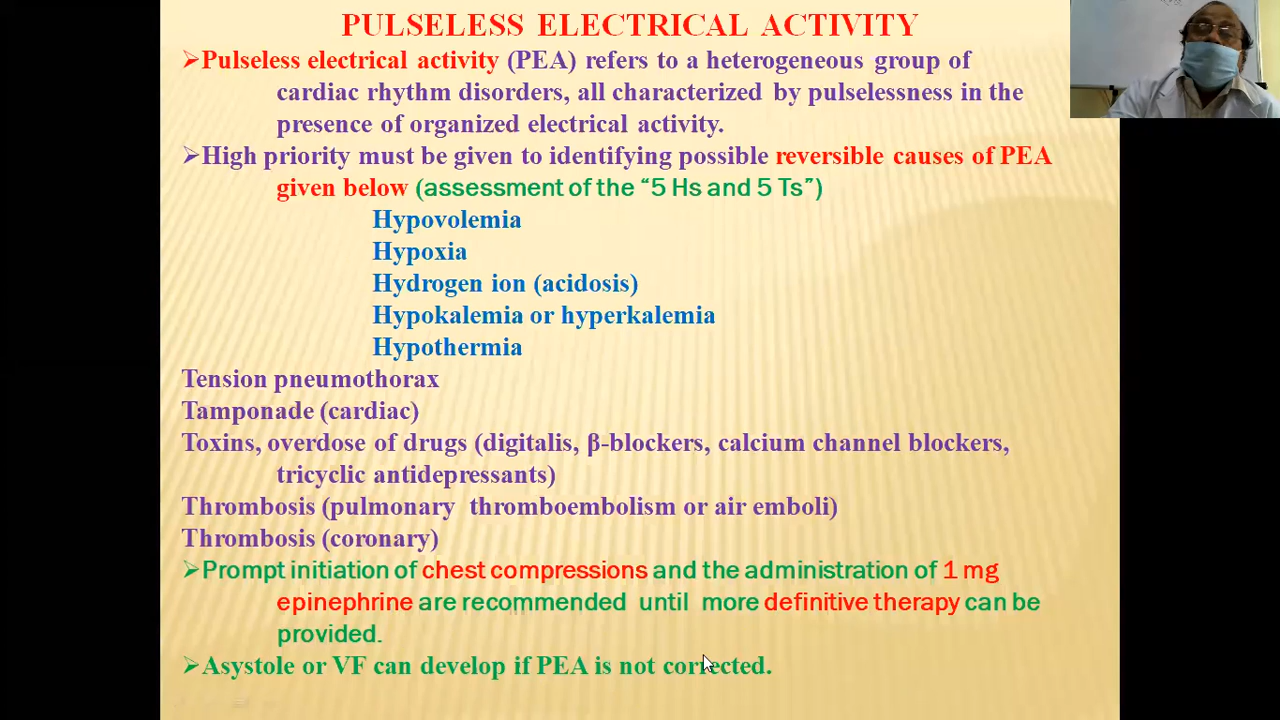 PULSELESS ELECTRICAL ACTIVITY
➢Pulseless electrical activity (PEA) refers to a heterogeneous group of
cardiac rhythm disorders, all characterized by pulselessness in the
presence of organized electrical activity.
➢High priority must be given to identifying possible reversible causes of PEA
given below (assessment of the “5 Hs and 5 Ts”)
Hypovolemia
Hypoxia
Hydrogen ion (acidosis)
Hypokalemia or hyperkalemia
Hypothermia
Tension pneumothorax
Tamponade (cardiac)
Toxins, overdose of drugs (digitalis, β-blockers, calcium channel blockers,
tricyclic antidepressants)
Thrombosis (pulmonary thromboembolism or air emboli)
Thrombosis (coronary)
➢Prompt initiation of chest compressions and the administration of 1 mg
epinephrine are recommended until more definitive therapy can be
provided.
➢Asystole or VF can develop if PEA is not corrected.